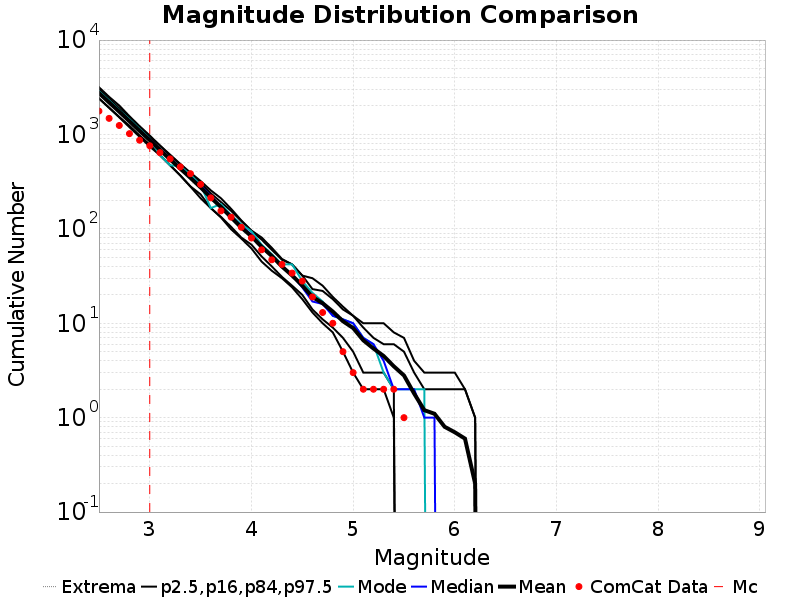 Magnitude Distribution Comparison
10^4
10^3
10^2
10^1
10^0
10^-1
Cumulative Number
3 4 5 6 7 8 9
Magnitude
Extrema p2.5,p16,p84,p97.5 Mode Median Mean ComCat Data Mc